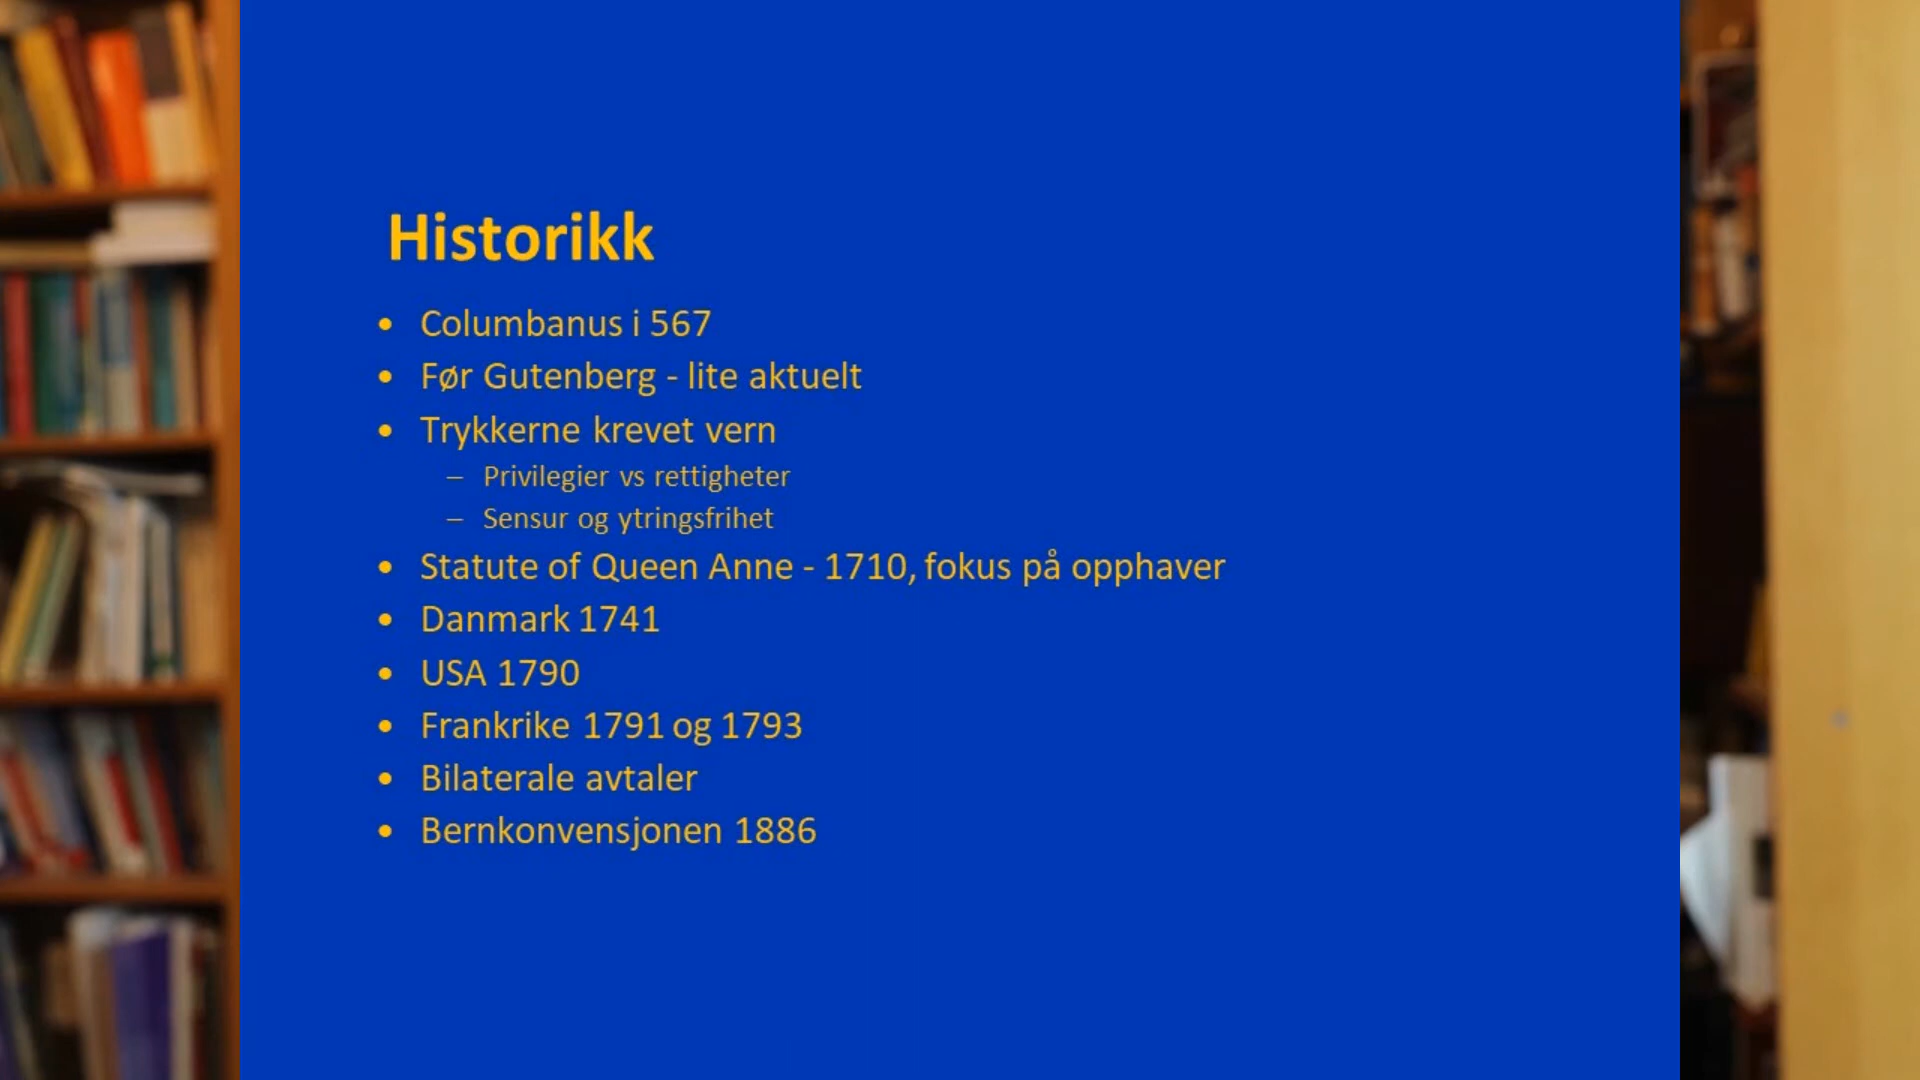 Historikk
• Columbanus i 567
• Før Gutenberg - lite aktuelt
• Trykkerne krevet vern
– Privilegier vs rettigheter
– Sensur og ytringsfrihet
• Statute of Queen Anne - 1710, fokus på opphaver
• Danmark 1741
• USA 1790
• Frankrike 1791 og 1793
• Bilaterale avtaler
• Bernkonvensjonen 1886